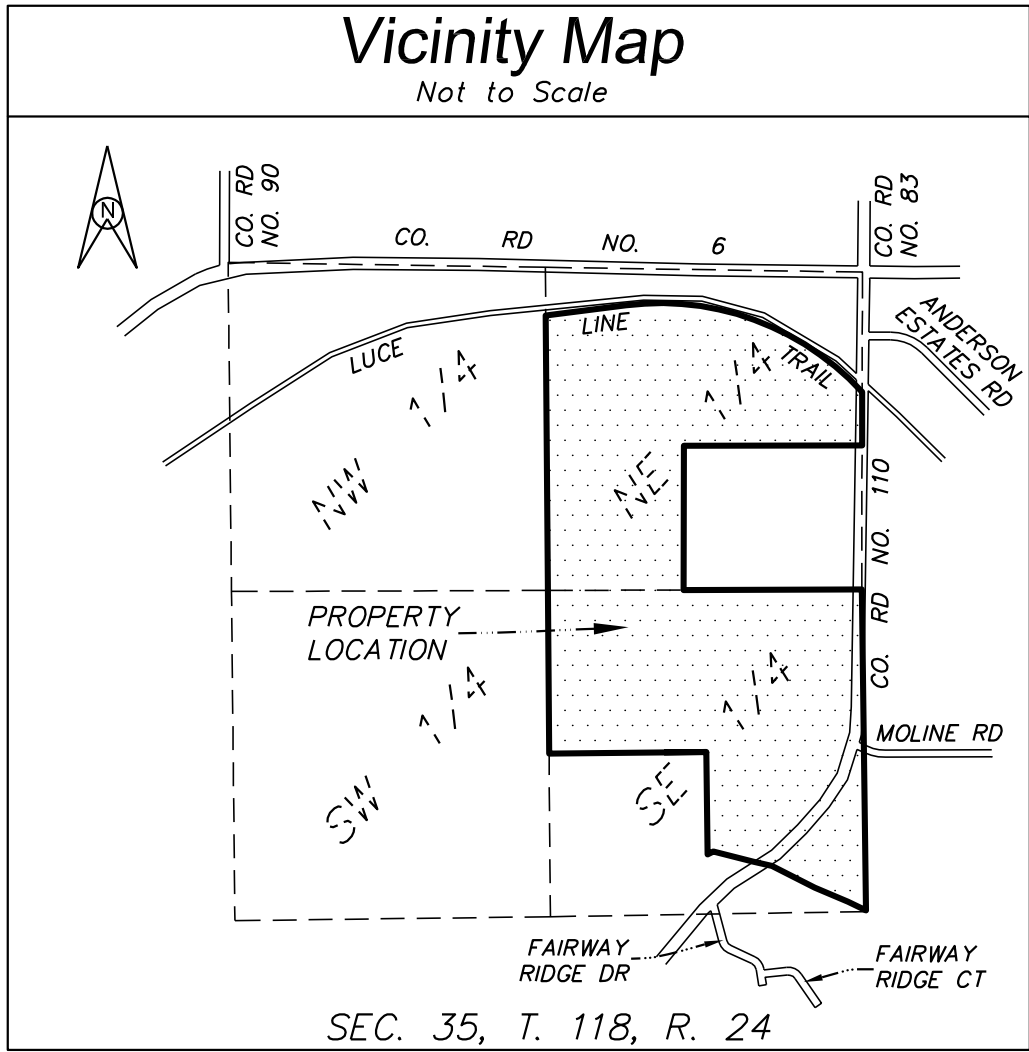 Vicinity Map
Not to Scale
N
CO. RD
NO. 90
CO. RD NO. 6
CO. RD
NO. 83
ANDERSON
ESTATES RD
LUCE LINE TRAIL
NW 1/4
NE 1/4
CO. RD NO. 110
PROPERTY
LOCATION
SW 1/4
SE 1/4
MOLINE RD
FAIRWAY
RIDGE DR
FAIRWAY
RIDGE CT
SEC. 35, T. 118, R. 24